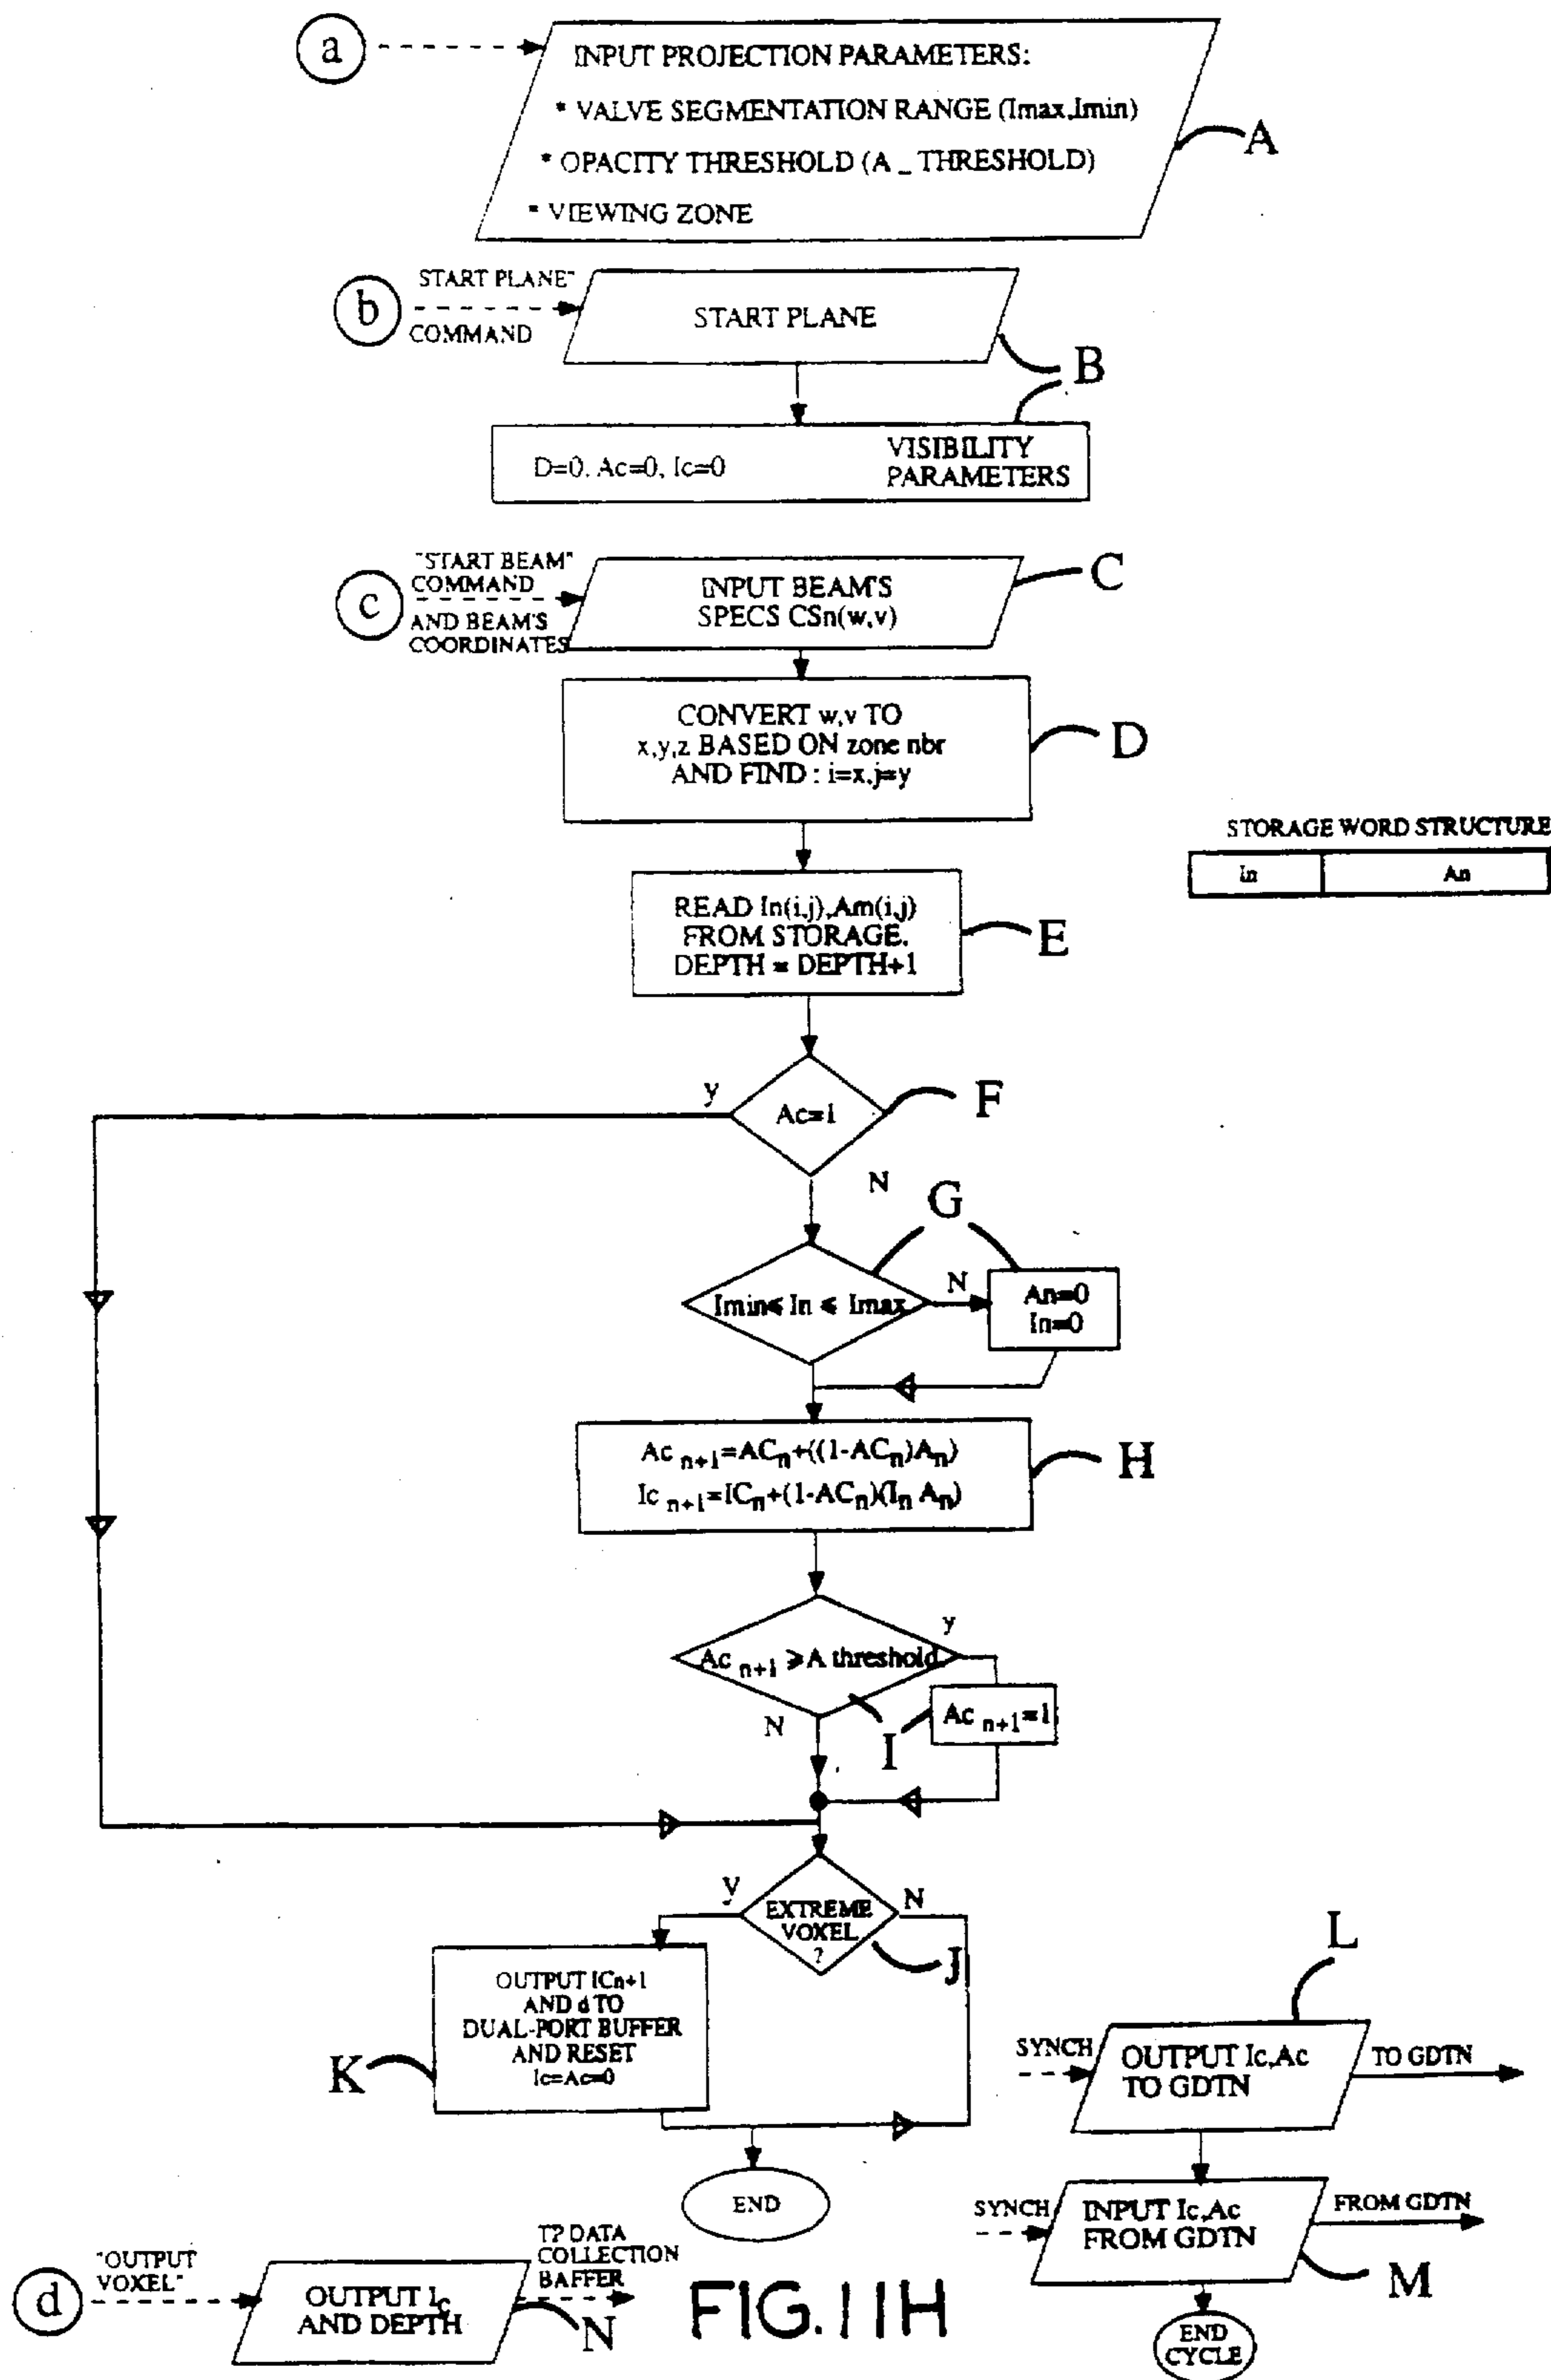 a
INPUT PROJECTION PARAMETERS:
* VALVE SEGMENTATION RANGE (Imax,Imin)
* OPACITY THRESHOLD (A _ THRESHOLD)
* VIEWING ZONE
A
b
START PLANE"
COMMAND
START PLANE
B
D=0. Ac=0, Ic=0
VISIBILITY
PARAMETERS
c
"START BEAM"
COMMAND
AND BEAM'S
COORDINATES
INPUT BEAM'S
SPECS CSn(w,v)
C
CONVERT w,v TO
x,y,z BASED ON zone nbr
AND FIND : i=x,j=y
D
STORAGE WORD STRUCTURE
In
An
READ In(i,j),Am(i,j)
FROM STORAGE.
DEPTH = DEPTH+1
E
y
Ac=1
F
N
G
Imin≤ In ≤ Imax
N
An=0
In=0
Ac n+1=ACn+((1-ACn)An)
Ic n+1=ICn+(1-ACn)(In An)
H
y
Ac n+1 ≥A threshold
N
I
Ac n+1=1
y
EXTREME
VOXEL
?
N
J
OUTPUT ICn+1
AND d TO
DUAL-PORT BUFFER
AND RESET
Ic=Ac=0
K
END
L
SYNCH
OUTPUT Ic,Ac
TO GDTN
TO GDTN
SYNCH
INPUT Ic,Ac
FROM GDTN
FROM GDTN
M
END
CYCLE
d
"OUTPUT
VOXEL"
OUTPUT Ic
AND DEPTH
T? DATA
COLLECTION
BAFFER
N
FIG.11H